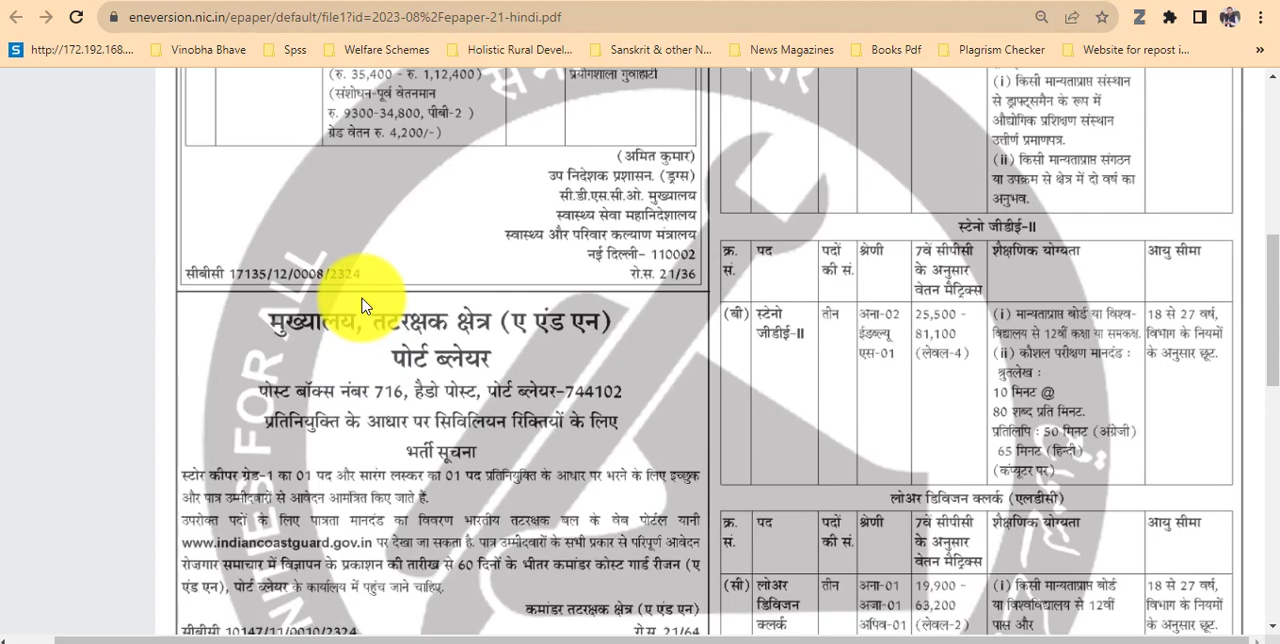 eneversion.nic.in/epaper/default/file1?id=2023-08%2Fepaper-21-hindi.pdf
http://172.192.168....
Vinobha Bhave
Spss
Welfare Schemes
Holistic Rural Devel...
Sanskrit & other N...
News Magazines
Books Pdf
Plagrism Checker
Website for repost i...
»
(रु. 35,400 - रु. 1,12,400)
प्रयोगशाला गुवाहाटी
(संशोधन-पूर्व वेतनमान
रु. 9300-34,800, पीबी-2 )
ग्रेड वेतन रु. 4,200/-)
(अमित कुमार)
उप निदेशक प्रशासन. (ड्रग्स)
सी.डी.एस.सी.ओ. मुख्यालय
स्वास्थ्य सेवा महानिदेशालय
स्वास्थ्य और परिवार कल्याण मंत्रालय
नई दिल्ली- 110002
सीबीसी 17135/12/0008/2324
रो.स. 21/36
मुख्यालय, तटरक्षक क्षेत्र (ए एंड एन)
पोर्ट ब्लेयर
पोस्ट बॉक्स नंबर 716, हैडो पोस्ट, पोर्ट ब्लेयर-744102
प्रतिनियुक्ति के आधार पर सिविलियन रिक्तियों के लिए
भर्ती सूचना
स्टोर कीपर ग्रेड-1 का 01 पद और सारंग लस्कर का 01 पद प्रतिनियुक्ति के आधार पर भरने के लिए इच्छुक
और पात्र उम्मीदवारों से आवेदन आमंत्रित किए जाते हैं.
उपरोक्त पदों के लिए पात्रता मानदंड का विवरण भारतीय तटरक्षक बल के वेब पोर्टल यानी
www.indiancoastguard.gov.in पर देखा जा सकता है. पात्र उम्मीदवारों के सभी प्रकार से परिपूर्ण आवेदन
रोजगार समाचार में विज्ञापन के प्रकाशन की तारीख से 60 दिनों के भीतर कमांडर कोस्ट गार्ड रीजन (ए
एंड एन), पोर्ट ब्लेयर के कार्यालय में पहुंच जाने चाहिए.
कमांडर तटरक्षक क्षेत्र (ए एंड एन)
सीबीसी 10147/11/0010/2324
रो.स. 21/64
(i) किसी मान्यताप्राप्त संस्थान
से ड्राफ्ट्समैन के रूप में
औद्योगिक प्रशिक्षण संस्थान
उत्तीर्ण प्रमाणपत्र.
(ii) किसी मान्यताप्राप्त संगठन
या उपक्रम से क्षेत्र में दो वर्ष का
अनुभव.
स्टेनो जीडीई-II
क्र. सं.
पद
पदों की सं.
श्रेणी
7वें सीपीसी के अनुसार वेतन मैट्रिक्स
शैक्षणिक योग्यता
आयु सीमा
(बी)
स्टेनो
जीडीई-II
तीन
अना-02
ईडब्ल्यू
एस-01
25,500 -
81,100
(लेवल-4)
(i) मान्यताप्राप्त बोर्ड या विश्व-
विद्यालय से 12वीं कक्षा या समकक्ष.
(ii) कौशल परीक्षण मानदंड :
श्रुतलेख :
10 मिनट @
80 शब्द प्रति मिनट.
प्रतिलिपि : 50 मिनट (अंग्रेजी)
65 मिनट (हिन्दी)
(कंप्यूटर पर)
18 से 27 वर्ष,
विभाग के नियमों
के अनुसार छूट.
लोअर डिविजन क्लर्क (एलडीसी)
क्र. सं.
पद
पदों की सं.
श्रेणी
7वें सीपीसी के अनुसार वेतन मैट्रिक्स
शैक्षणिक योग्यता
आयु सीमा
(सी)
लोअर
डिविजन
क्लर्क
तीन
अना-01
अजा-01
अपिव-01
19,900 -
63,200
(लेवल-2)
(i) किसी मान्यताप्राप्त बोर्ड
या विश्वविद्यालय से 12वीं
पास और
18 से 27 वर्ष,
विभाग के नियमों
के अनुसार छूट.
NITIES FOR ALL